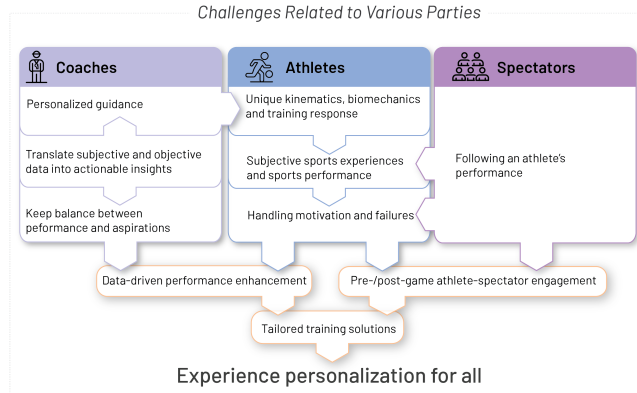 Challenges Related to Various Parties
Coaches
Athletes
Spectators
Personalized guidance
Translate subjective and objective
data into actionable insights
Keep balance between
peformance and aspirations
Unique kinematics, biomechanics
and training response
Subjective sports experiences
and sports performance
Handling motivation and failures
Following an athlete's
performance
Data-driven performance enhancement
Pre-/post-game athlete-spectator engagement
Tailored training solutions
Experience personalization for all